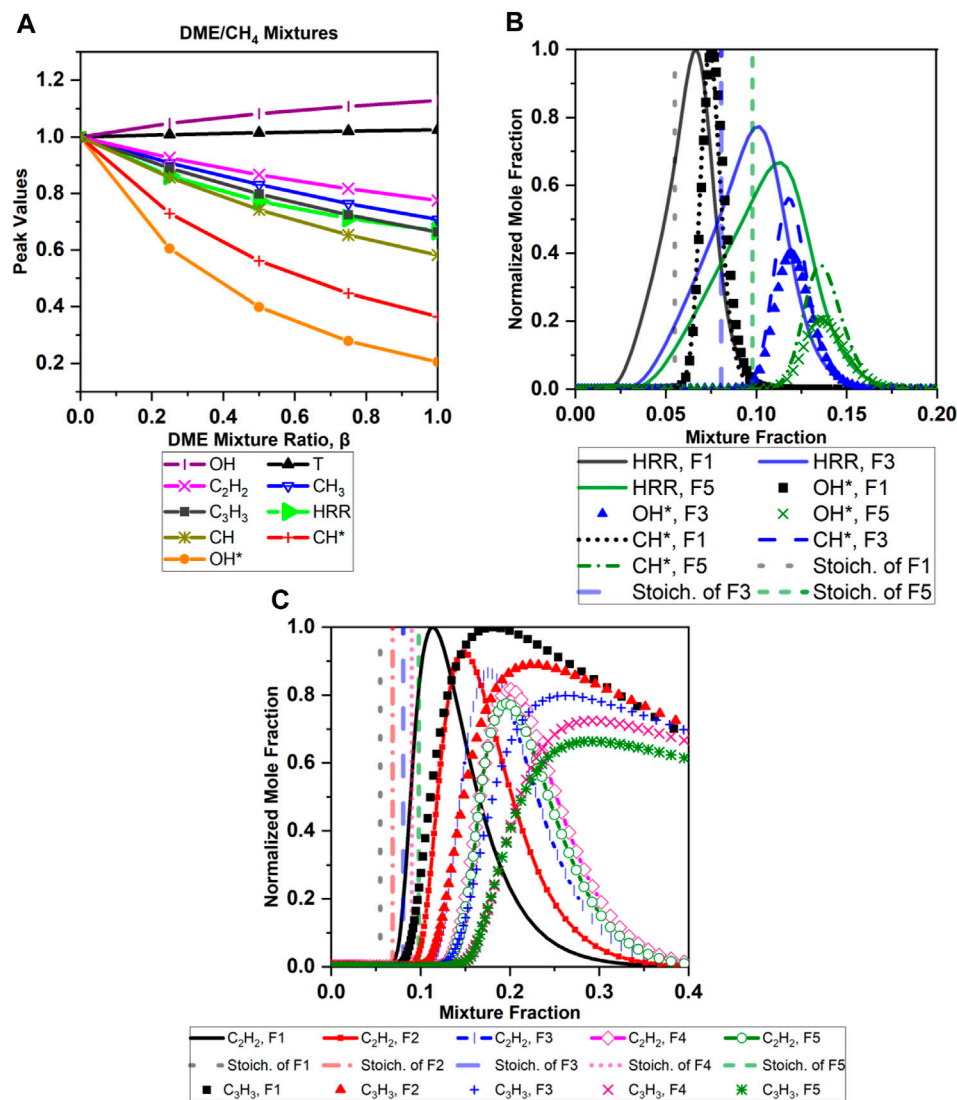 A
DME/CH4 Mixtures
1.2
1.0
0.8
0.6
0.4
0.2
Peak Values
0.0 0.2 0.4 0.6 0.8 1.0
DME Mixture Ratio, β
OH T
C2H2 CH3
C3H3 HRR
CH CH*
OH*
B
1.0
0.8
0.6
0.4
0.2
0.0
Normalized Mole Fraction
0.00 0.05 0.10 0.15 0.20
Mixture Fraction
HRR, F1 HRR, F3
HRR, F5 OH*, F1
OH*, F3 OH*, F5
CH*, F1 CH*, F3
CH*, F5 Stoich. of F1
Stoich. of F3 Stoich. of F5
C
1.0
0.8
0.6
0.4
0.2
0.0
Normalized Mole Fraction
0.0 0.1 0.2 0.3 0.4
Mixture Fraction
C2H2, F1 C2H2, F2 C2H2, F3 C2H2, F4 C2H2, F5
Stoich. of F1 Stoich. of F2 Stoich. of F3 Stoich. of F4 Stoich. of F5
C3H3, F1 C3H3, F2 C3H3, F3 C3H3, F4 C3H3, F5